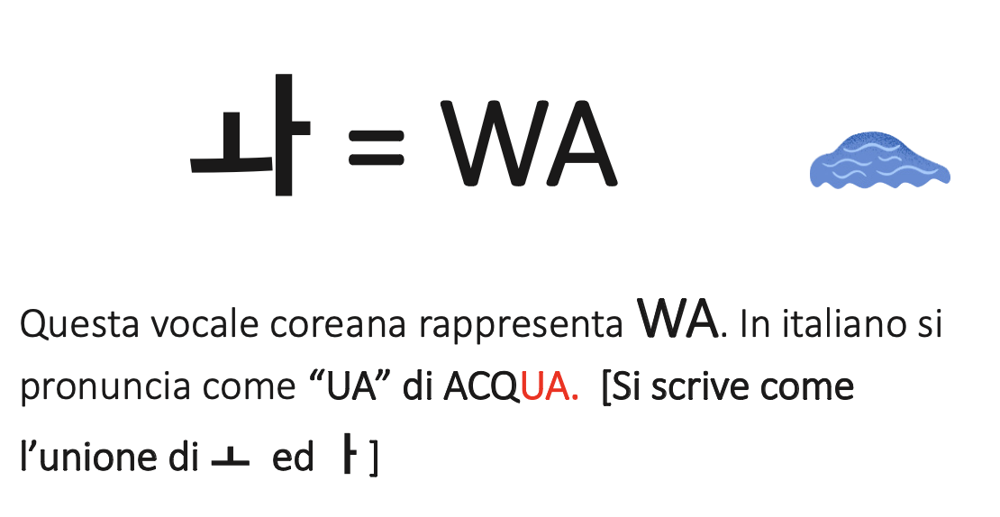 ㅘ = WA
Questa vocale coreana rappresenta WA. In italiano si
pronuncia come “UA” di ACQUA. [Si scrive come
l’unione di ㅗ ed ㅏ]